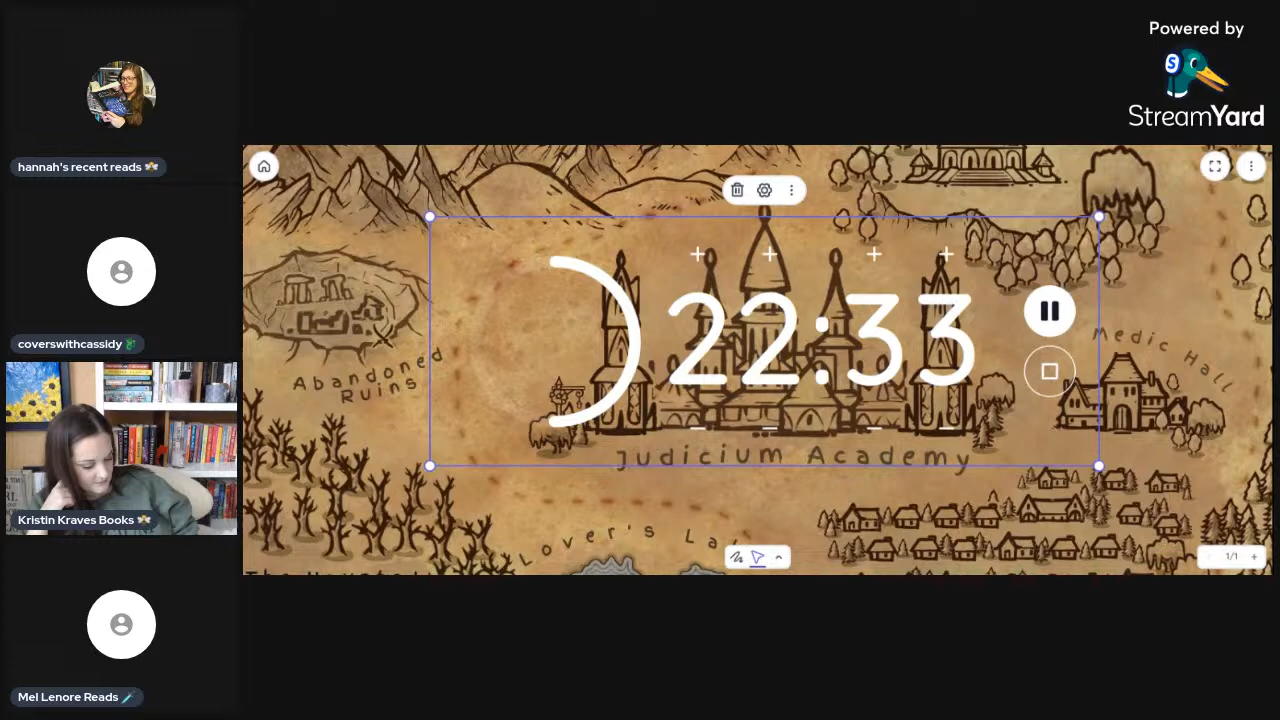 Powered by
StreamYard
hannah's recent reads
coverswithcassidy
Kristin Kraves Books
Mel Lenore Reads
22:33
Abandoned
Ruins
Medic Hall
Judicium Academy
Lover's
1/1